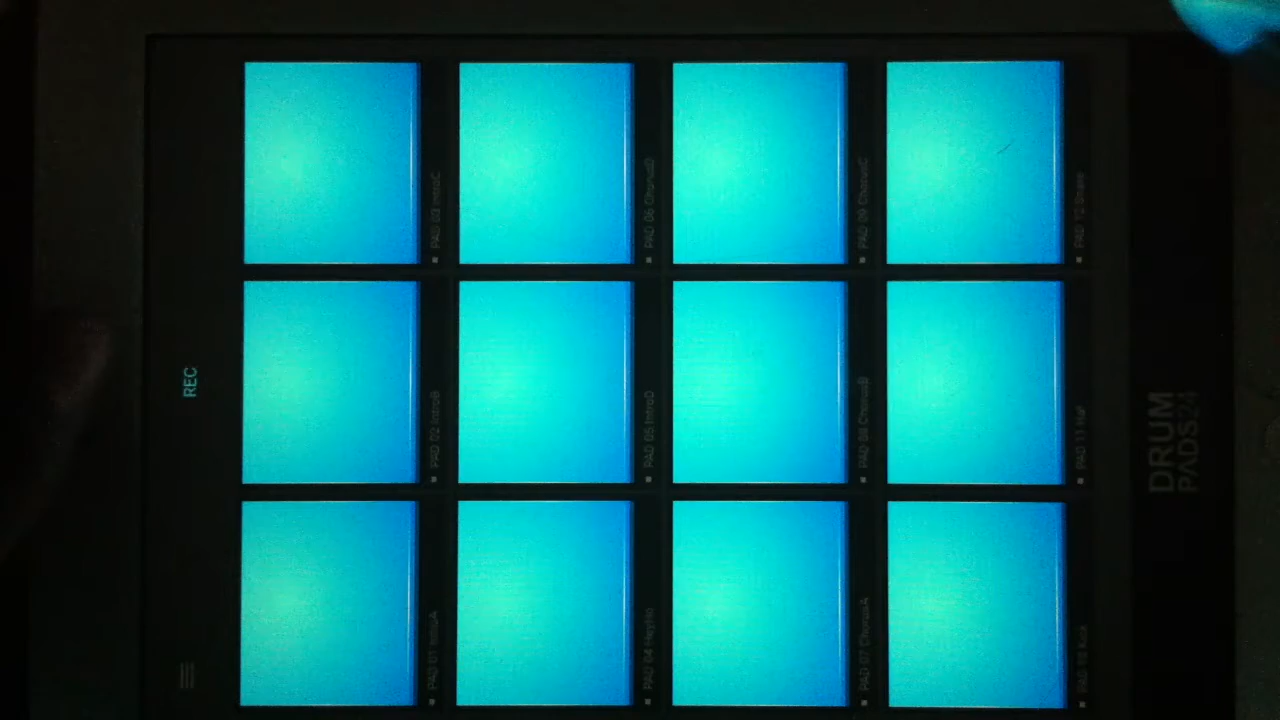 REC
PAD 01 IntroA
PAD 02 IntroB
PAD 03 IntroC
PAD 04 HeyNo
PAD 05 IntroD
PAD 06 ChorusD
PAD 07 ChorusA
PAD 08 ChorusB
PAD 09 ChorusC
PAD 10 Kick
PAD 11 Hat
PAD 12 Snare
DRUM
PADS24